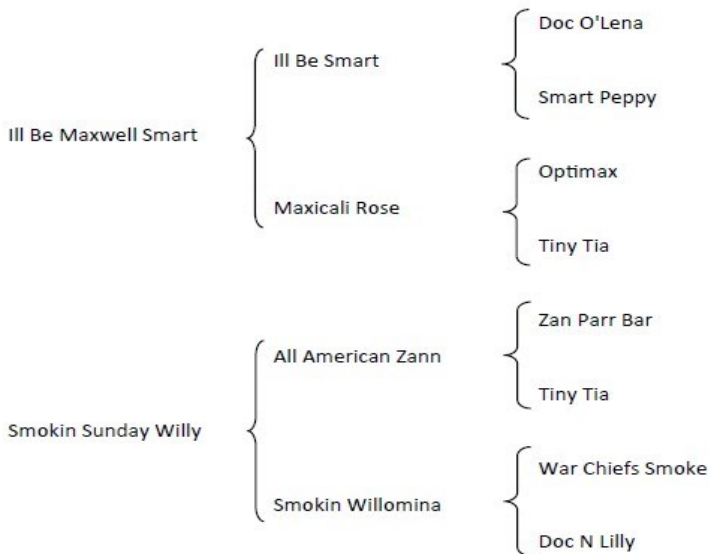 Doc O'Lena
Ill Be Smart
Smart Peppy
Ill Be Maxwell Smart
Optimax
Maxicali Rose
Tiny Tia
Zan Parr Bar
All American Zann
Tiny Tia
Smokin Sunday Willy
War Chiefs Smoke
Smokin Willomina
Doc N Lilly